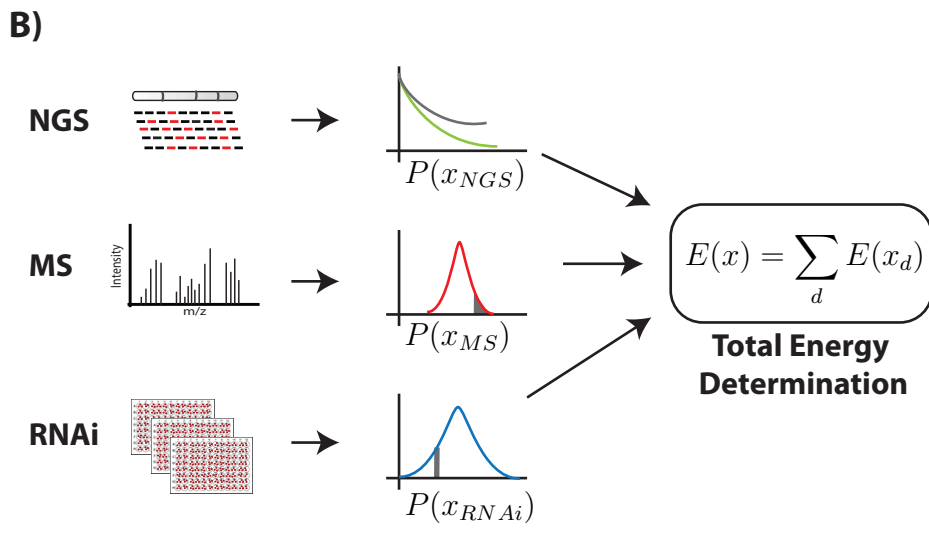 B)
NGS
P(x_{NGS})
MS
Intensity
m/z
P(x_{MS})
E(x) = \sum_{d} E(x_d)
Total Energy
Determination
RNAi
P(x_{RNAi})